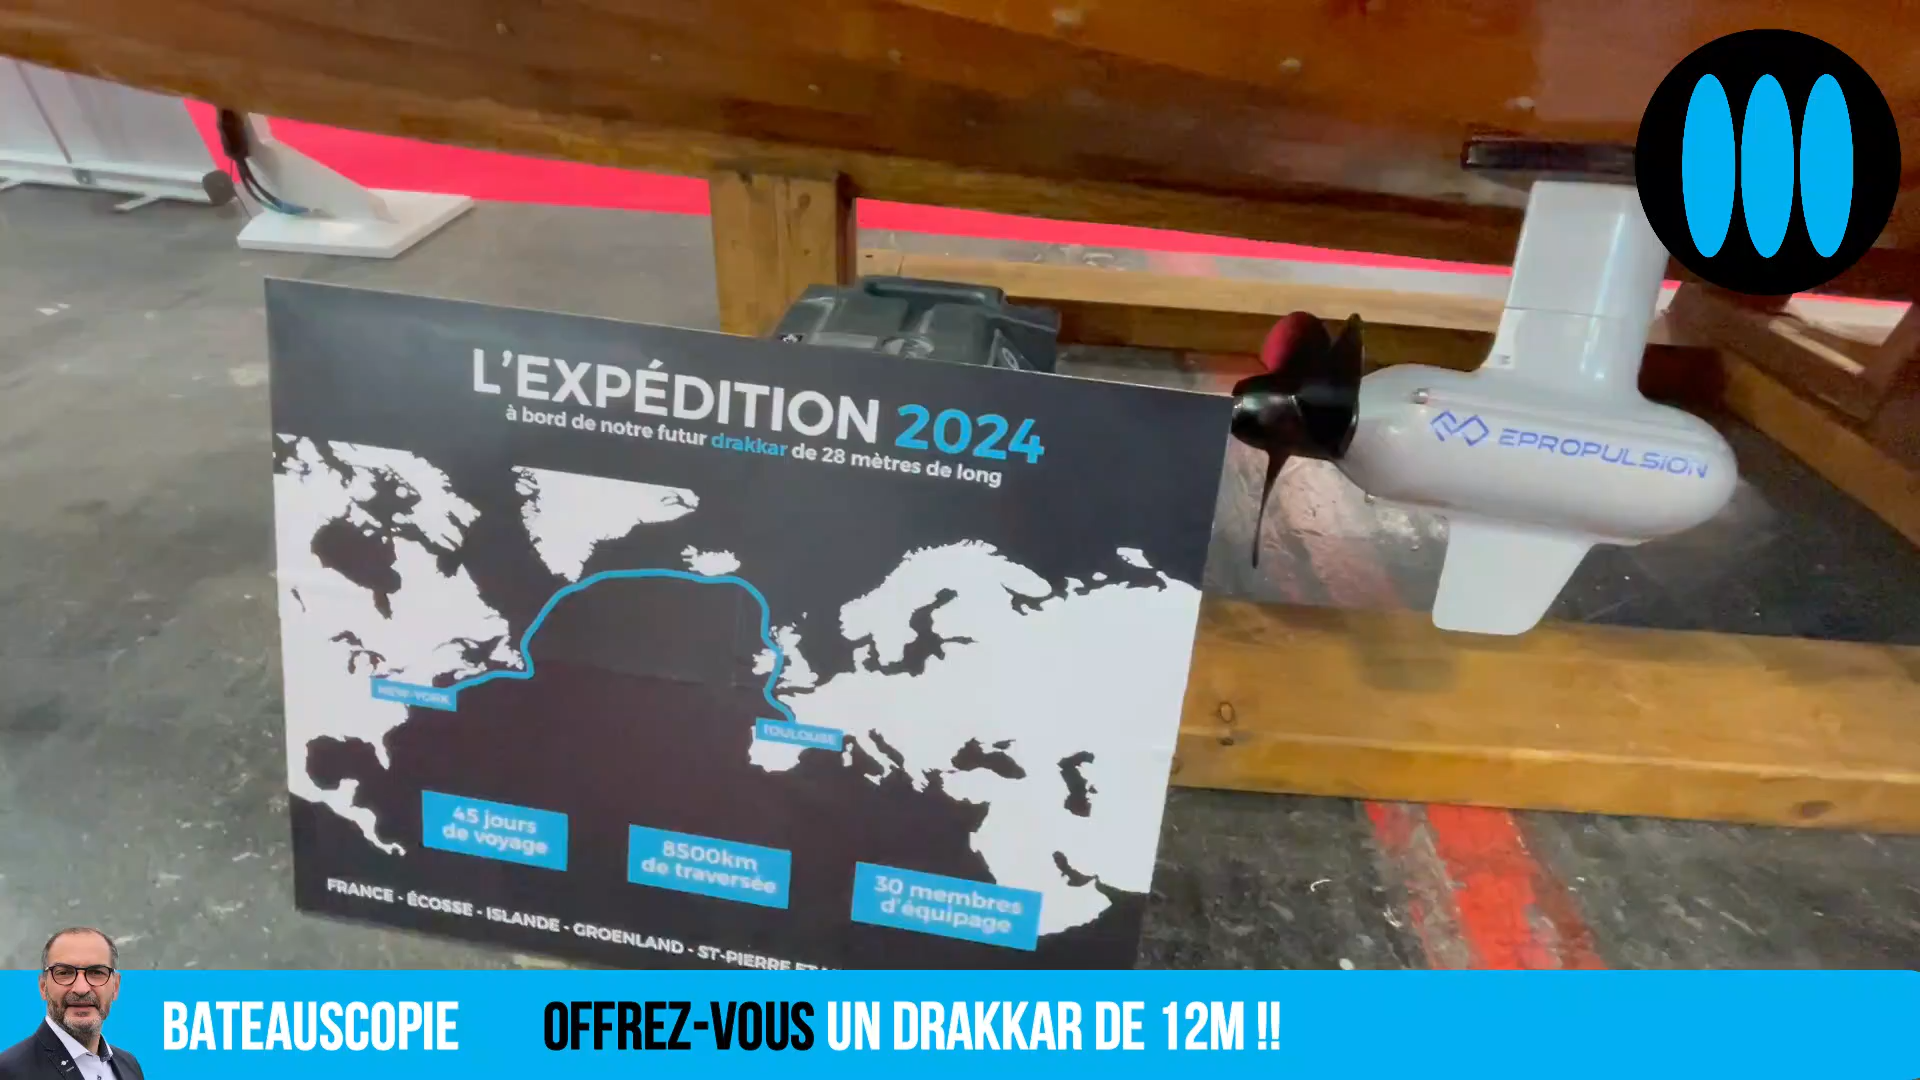 L'EXPÉDITION 2024
à bord de notre futur drakkar de 28 mètres de long
EPROPULSION
NEW-YORK
TOULOUSE
45 jours
de voyage
8500km
de traversée
30 membres
d'équipage
FRANCE - ÉCOSSE - ISLANDE - GROENLAND - ST-PIERRE
BATEAUSCOPIE
OFFREZ-VOUS UN DRAKKAR DE 12M !!